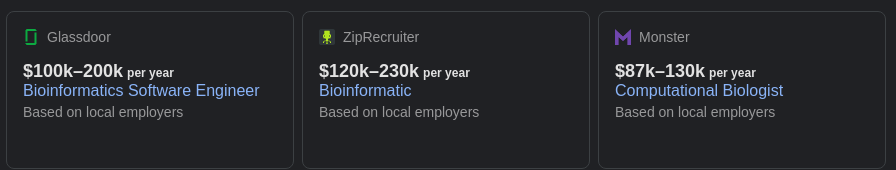 Glassdoor
$100k–200k per year
Bioinformatics Software Engineer
Based on local employers
ZipRecruiter
$120k–230k per year
Bioinformatic
Based on local employers
Monster
$87k–130k per year
Computational Biologist
Based on local employers